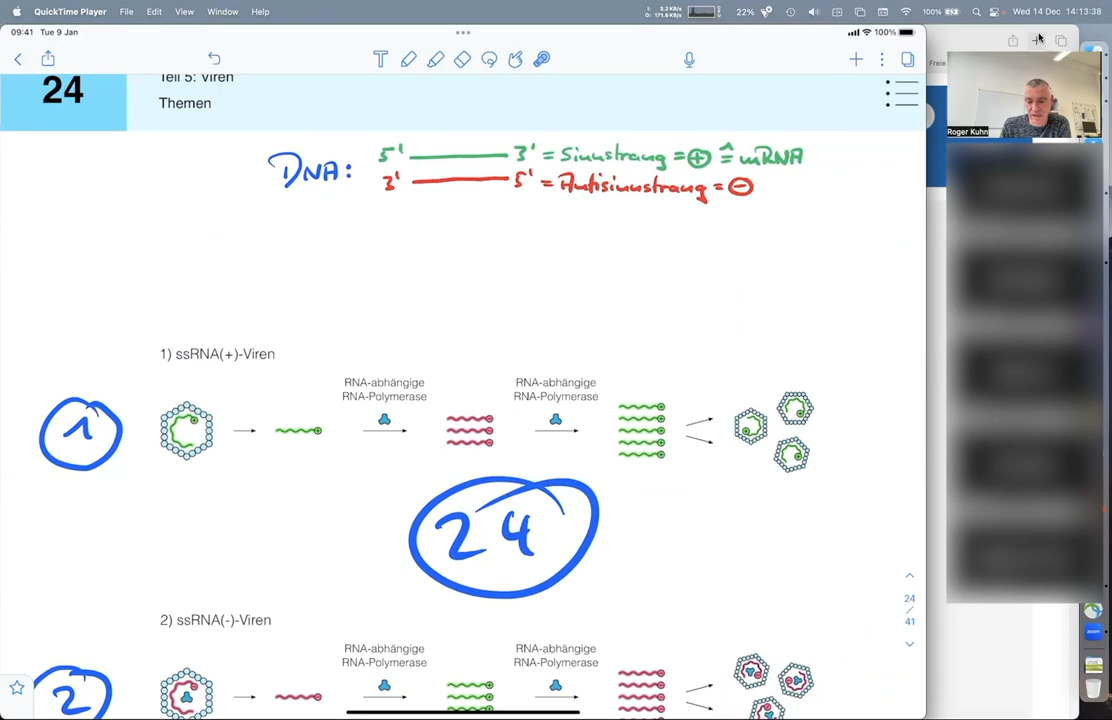 QuickTime Player File Edit View Window Help 22% 100% Wed 14 Dec 14:13:38
09:41 Tue 9 Jan 100%
Teil 5: Viren
24
Themen
Freie
Roger Kuhn
DNA: 5' 3' = Sinnstrang = + ≙ mRNA
3' 5' = Antisinnstrang = -
1) ssRNA(+)-Viren
RNA-abhängige RNA-abhängige
RNA-Polymerase RNA-Polymerase
1
24
24
/
41
2) ssRNA(-)-Viren
RNA-abhängige RNA-abhängige
RNA-Polymerase RNA-Polymerase
2
zoom